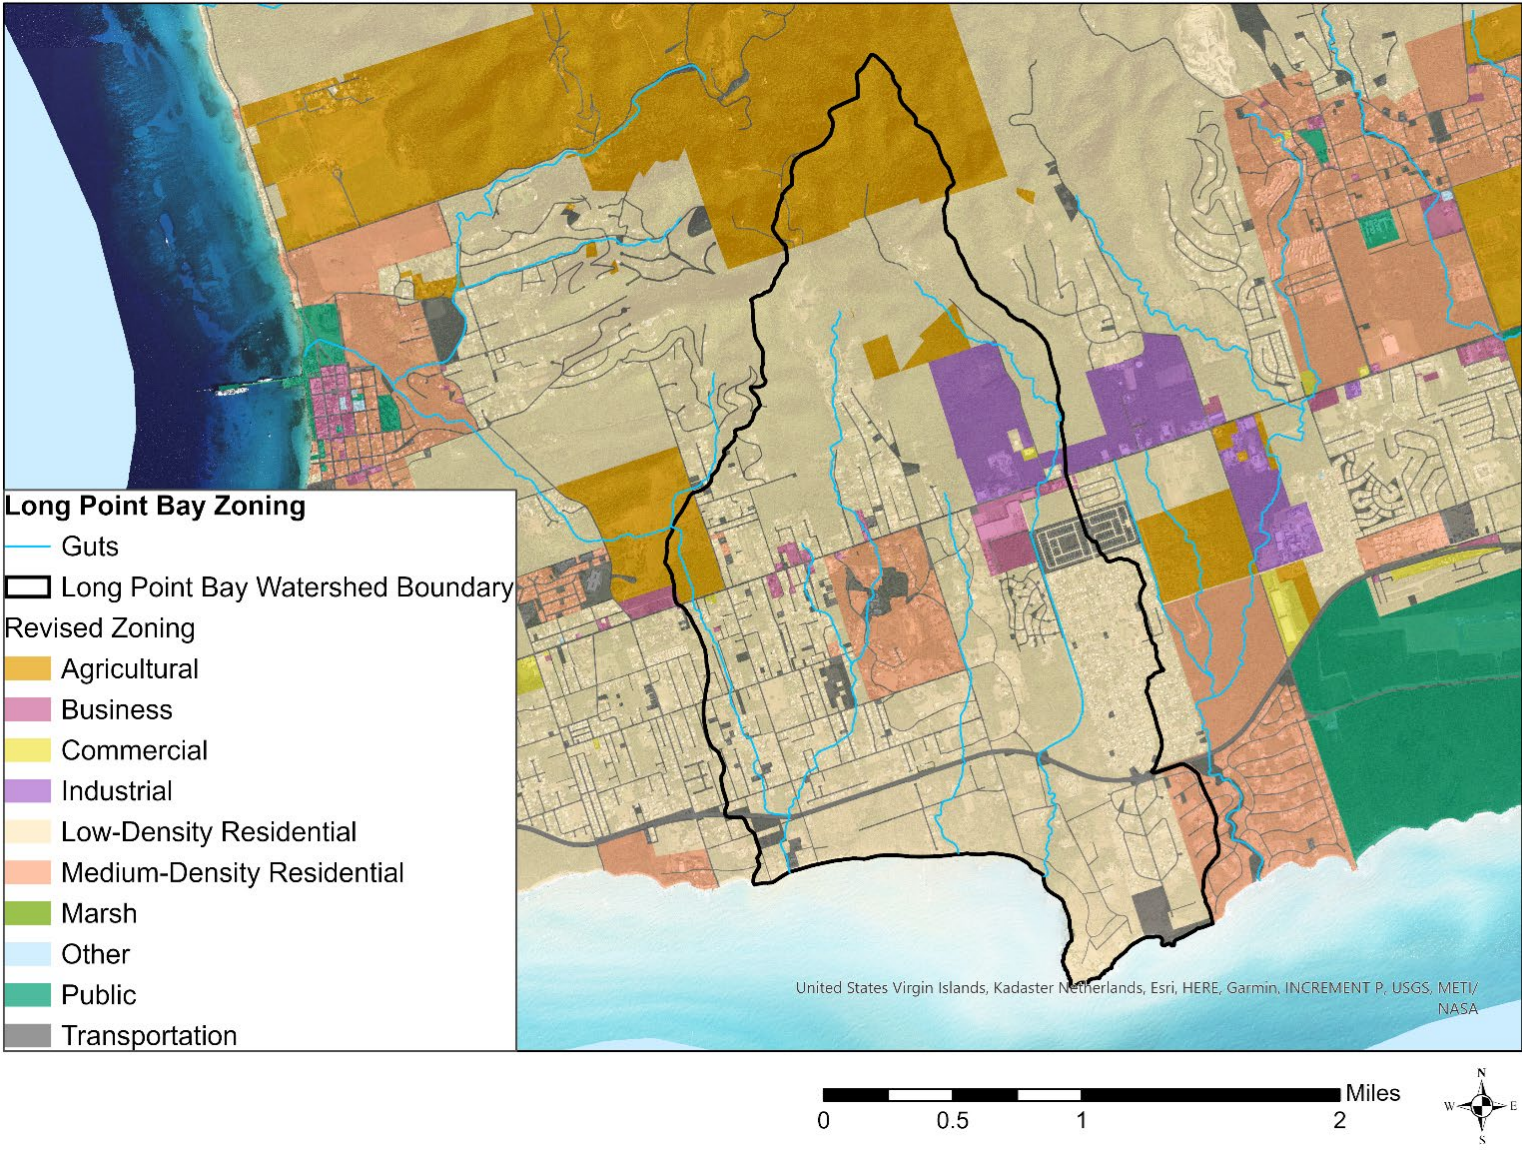 Long Point Bay Zoning
Guts
Long Point Bay Watershed Boundary
Revised Zoning
Agricultural
Business
Commercial
Industrial
Low-Density Residential
Medium-Density Residential
Marsh
Other
Public
Transportation
United States Virgin Islands, Kadaster Netherlands, Esri, HERE, Garmin, INCREMENT P, USGS, METI/
NASA
Miles
0 0.5 1 2
N
W E
S